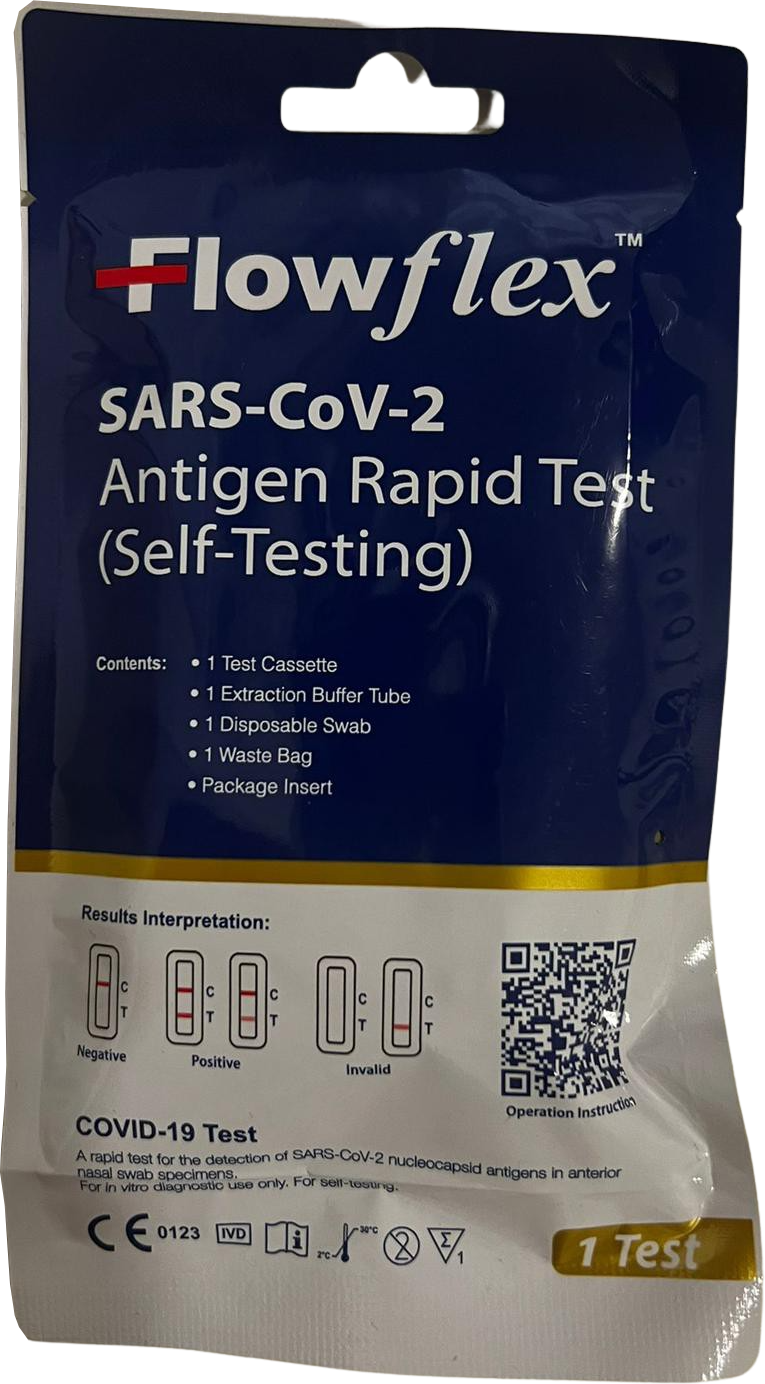 Flowflex™
SARS-CoV-2
Antigen Rapid Test
(Self-Testing)
Contents: • 1 Test Cassette
• 1 Extraction Buffer Tube
• 1 Disposable Swab
• 1 Waste Bag
• Package Insert
Results Interpretation:
C C C C C
T T T T T
Negative Positive Invalid
Operation Instruction
COVID-19 Test
A rapid test for the detection of SARS-CoV-2 nucleocapsid antigens in anterior
nasal swab specimens.
For in vitro diagnostic use only. For self-testing.
CE 0123 IVD i 2°C 30°C 2 Σ 1
1 Test